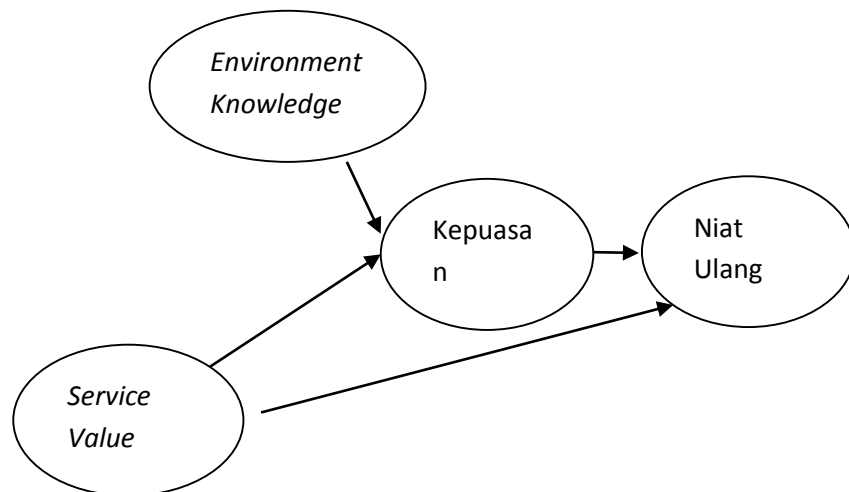 Environment
Knowledge
Kepuasa
n
Niat
Ulang
Service
Value